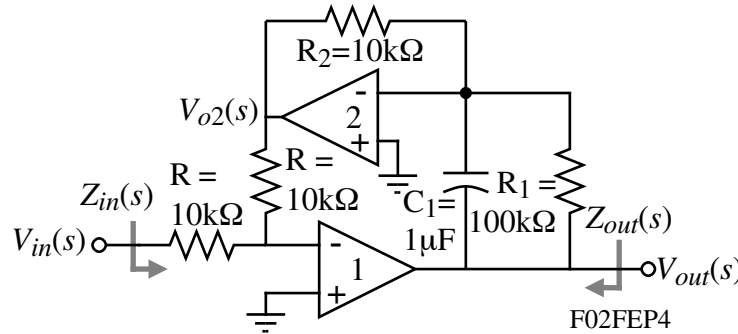 R2=10kΩ
-
Vo2(s)
2
+
R =
10kΩ
R =
10kΩ
Zin(s)
C1=
1μF
R1 =
100kΩ
Zout(s)
Vin(s)
-
1
+
Vout(s)
F02FEP4